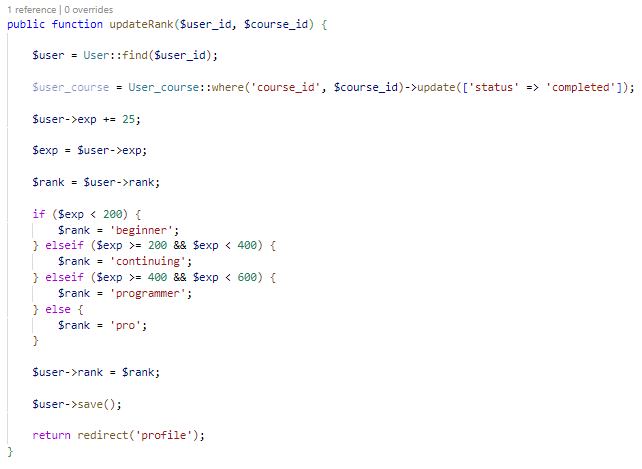 1 reference | 0 overrides
public function updateRank($user_id, $course_id) {
$user = User::find($user_id);
$user_course = User_course::where('course_id', $course_id)->update(['status' => 'completed']);
$user->exp += 25;
$exp = $user->exp;
$rank = $user->rank;
if ($exp < 200) {
$rank = 'beginner';
} elseif ($exp >= 200 && $exp < 400) {
$rank = 'continuing';
} elseif ($exp >= 400 && $exp < 600) {
$rank = 'programmer';
} else {
$rank = 'pro';
}
$user->rank = $rank;
$user->save();
return redirect('profile');
}